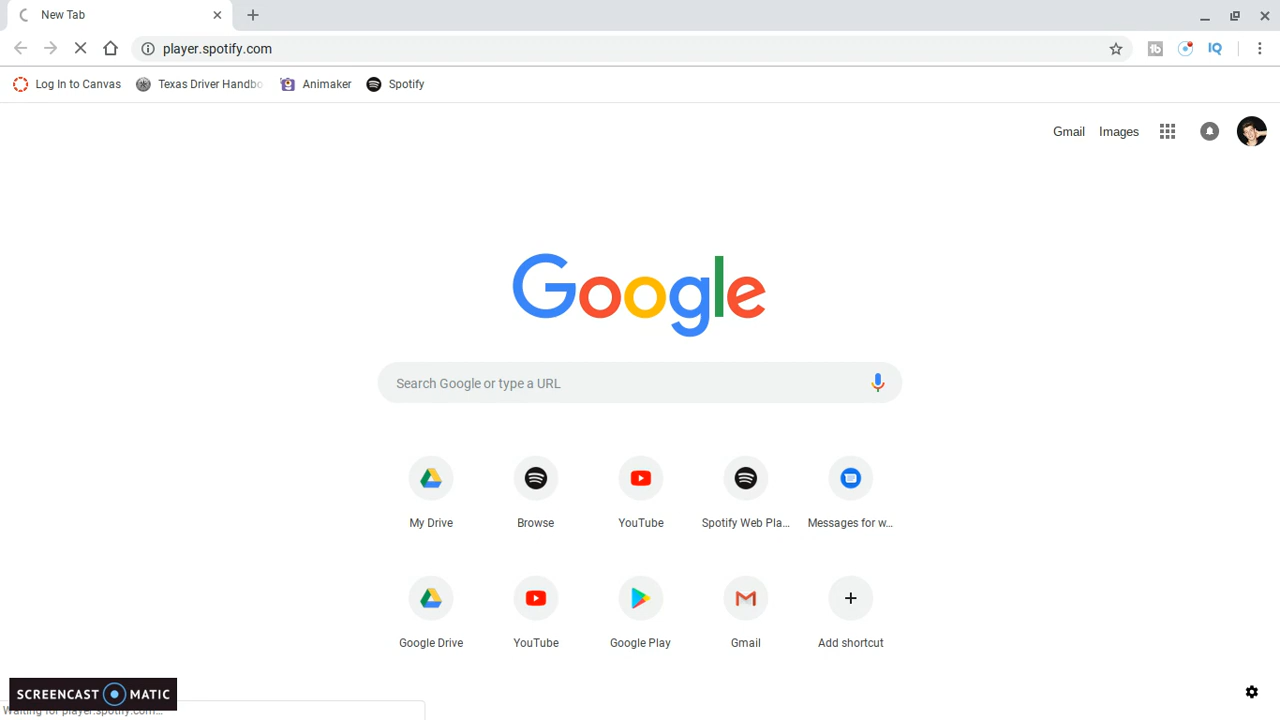 New Tab
player.spotify.com
IQ
Log In to Canvas
Texas Driver Handbo
Animaker
Spotify
Gmail
Images
Google
Search Google or type a URL
My Drive
Browse
YouTube
Spotify Web Pla...
Messages for w...
Google Drive
YouTube
Google Play
Gmail
Add shortcut
SCREENCAST MATIC
Waiting for player.spotify.com...